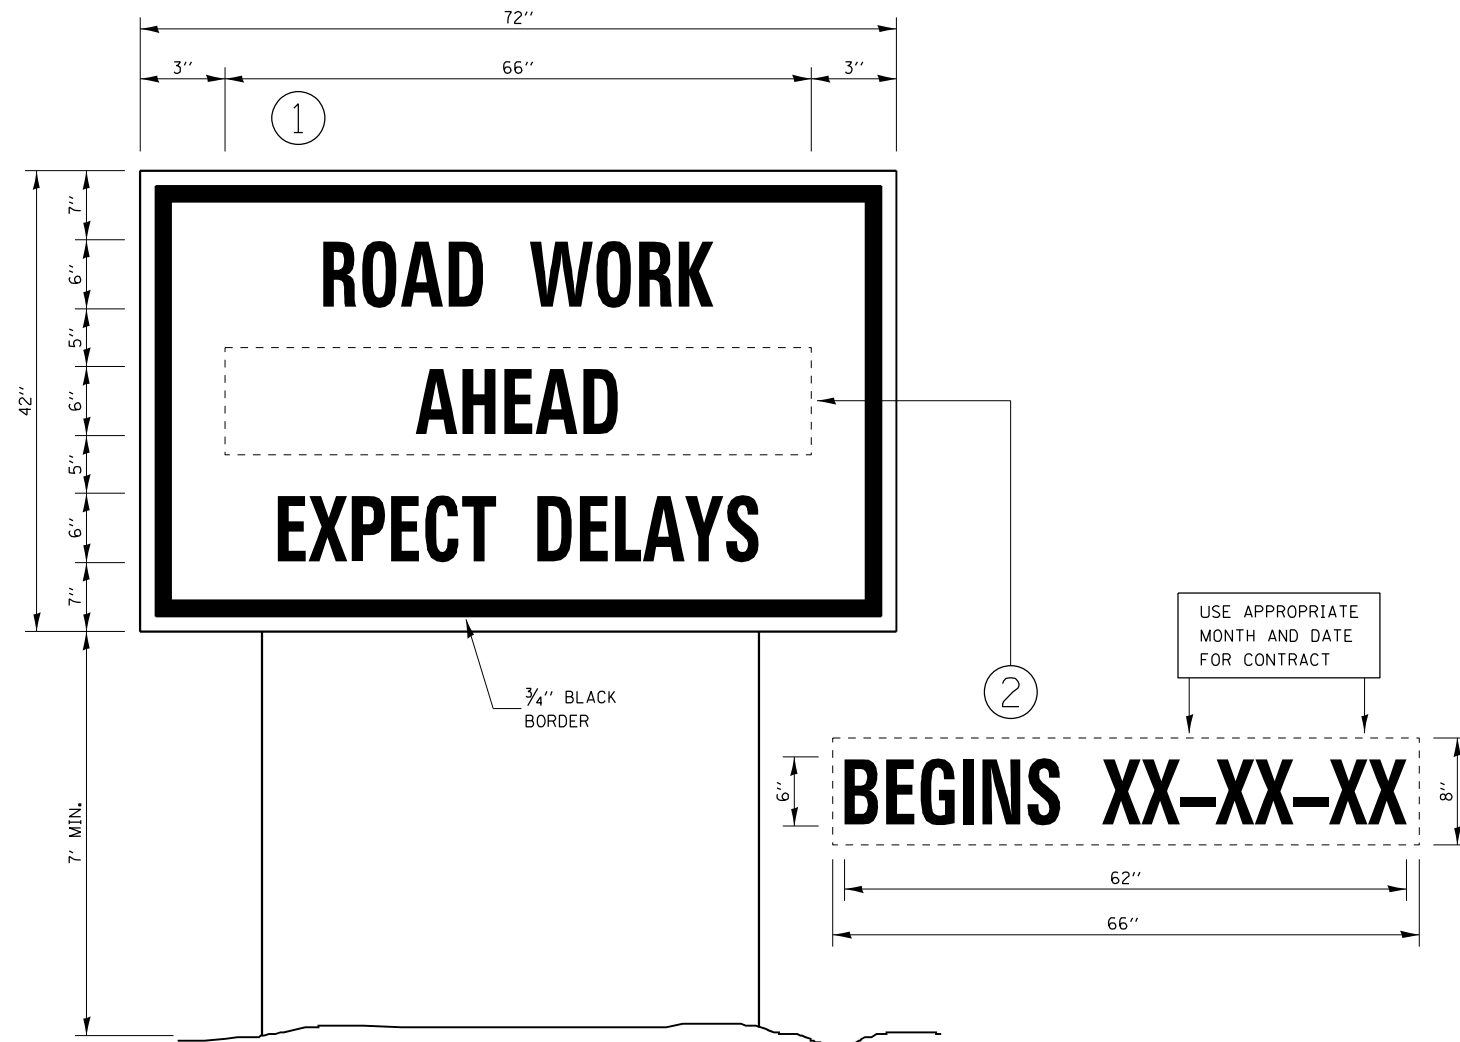 72''
3'' 66'' 3''
1
7''
6''
5''
6''
5''
6''
7''
42''
7' MIN.
ROAD WORK
AHEAD
EXPECT DELAYS
3/4'' BLACK
BORDER
2
USE APPROPRIATE
MONTH AND DATE
FOR CONTRACT
BEGINS XX-XX-XX
6''
8''
62''
66''